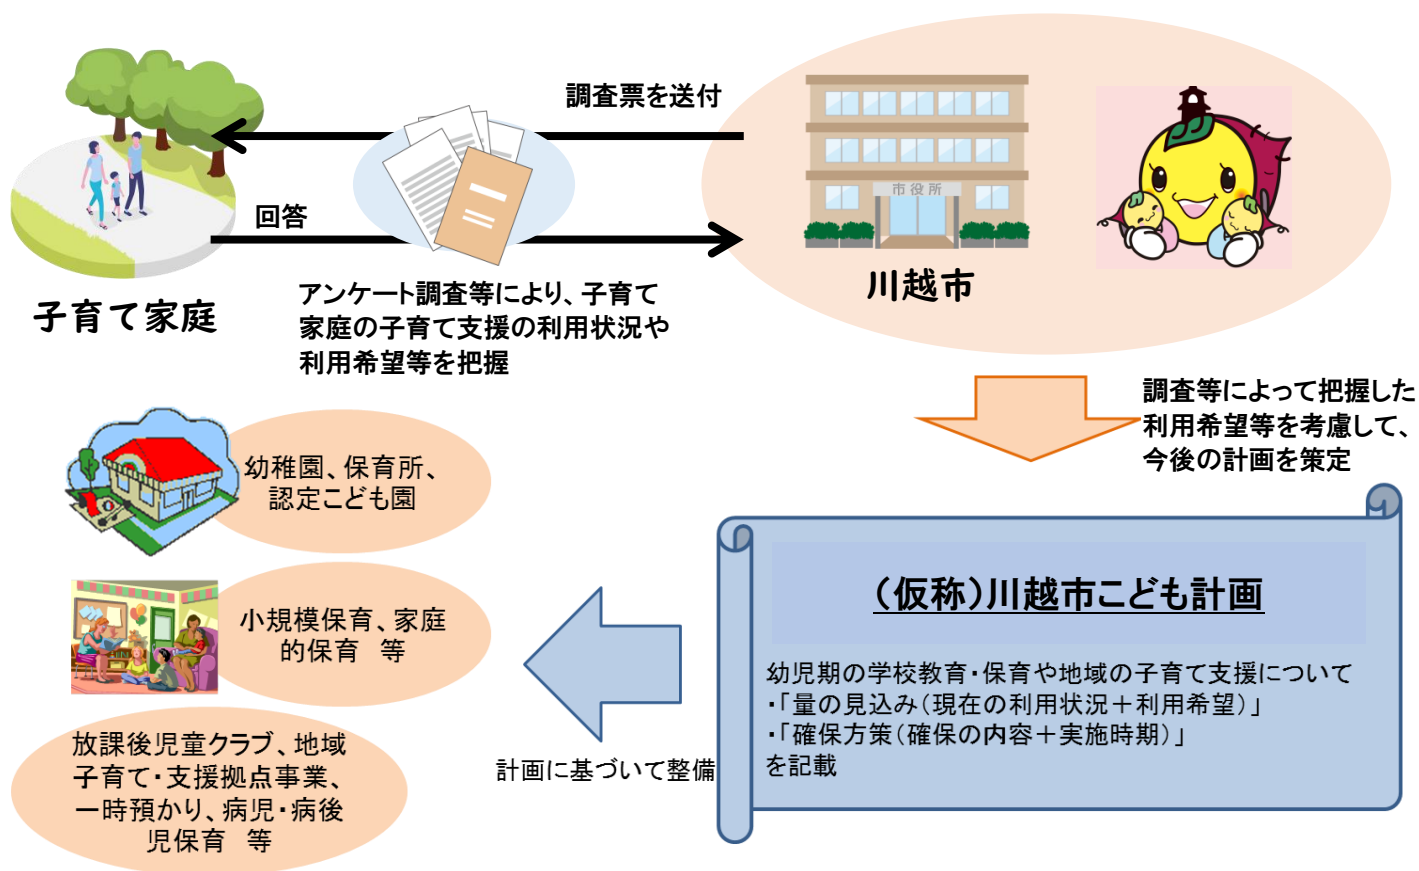 調査票を送付
市役所
回答
子育て家庭
川越市
アンケート調査等により、子育て
家庭の子育て支援の利用状況や
利用希望等を把握
調査等によって把握した
利用希望等を考慮して、
今後の計画を策定
幼稚園、保育所、
認定こども園
小規模保育、家庭
的保育　等
放課後児童クラブ、地域
子育て・支援拠点事業、
一時預かり、病児・病後
児保育　等
計画に基づいて整備
（仮称）川越市こども計画
幼児期の学校教育・保育や地域の子育て支援について
・「量の見込み（現在の利用状況＋利用希望）」
・「確保方策（確保の内容＋実施時期）」
を記載